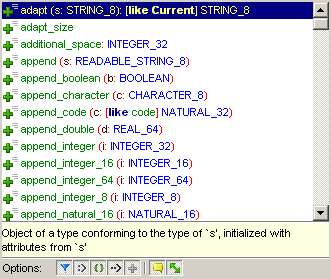 adapt (s: STRING_8): [like Current] STRING_8
adapt_size
additional_space: INTEGER_32
append (s: READABLE_STRING_8)
append_boolean (b: BOOLEAN)
append_character (c: CHARACTER_8)
append_code (c: [like code] NATURAL_32)
append_double (d: REAL_64)
append_integer (i: INTEGER_32)
append_integer_16 (i: INTEGER_16)
append_integer_64 (i: INTEGER_64)
append_integer_8 (i: INTEGER_8)
append_natural_16 (i: NATURAL_16)
Object of a type conforming to the type of `s', initialized with
attributes from `s'
Options: